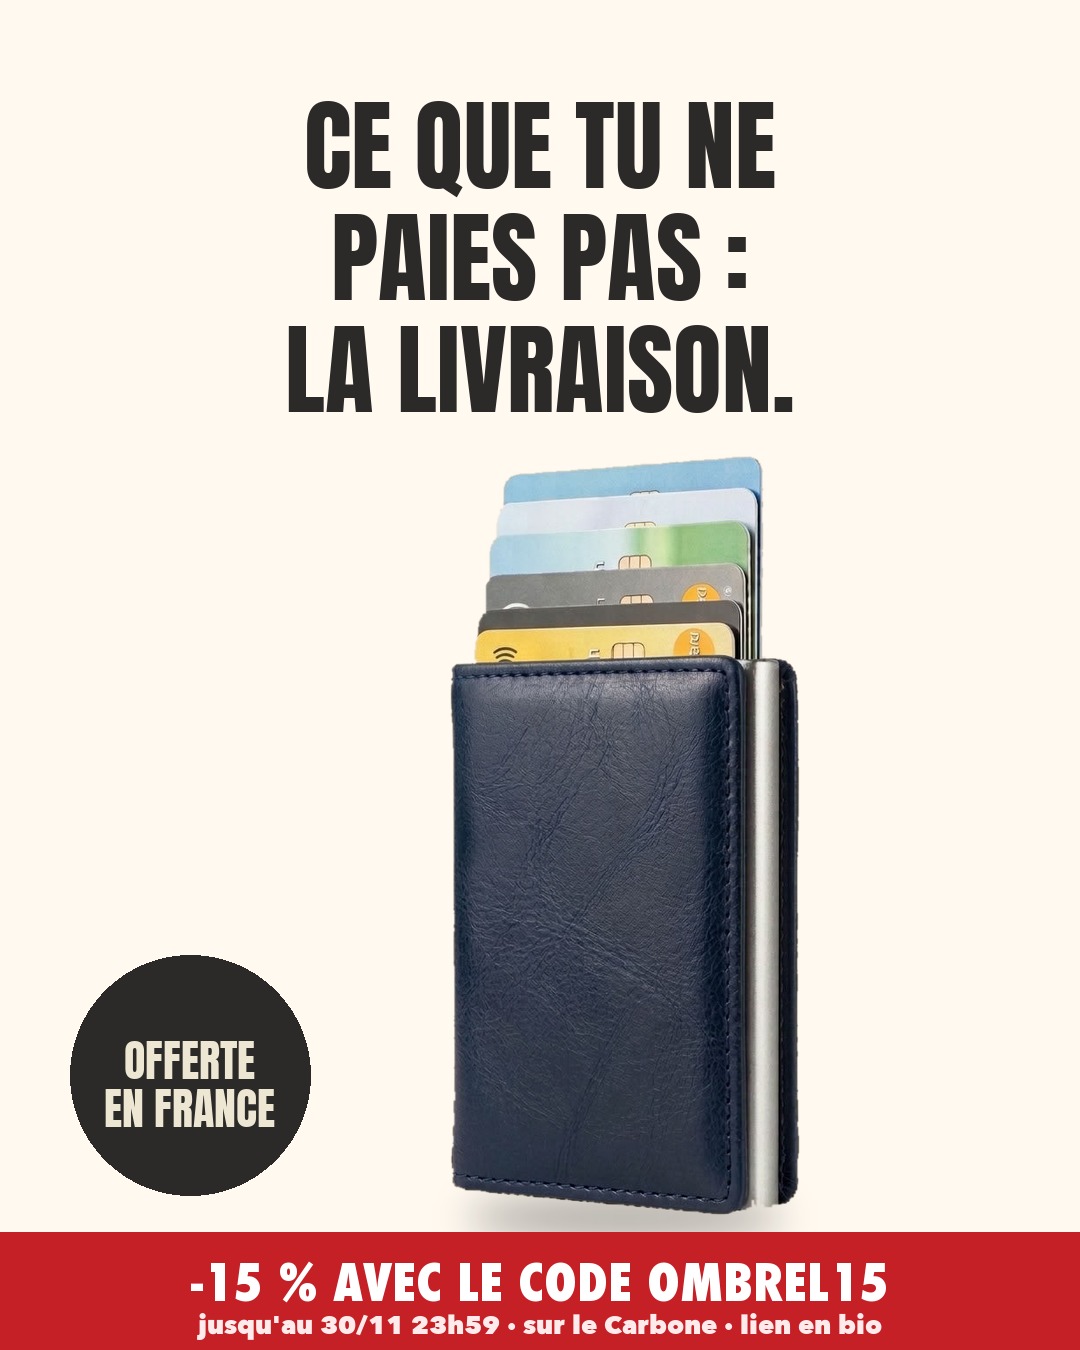 CE QUE TU NE
PAIES PAS :
LA LIVRAISON.
OFFERTE
EN FRANCE
-15 % AVEC LE CODE OMBREL15
jusqu'au 30/11 23h59 • sur le Carbone • lien en bio